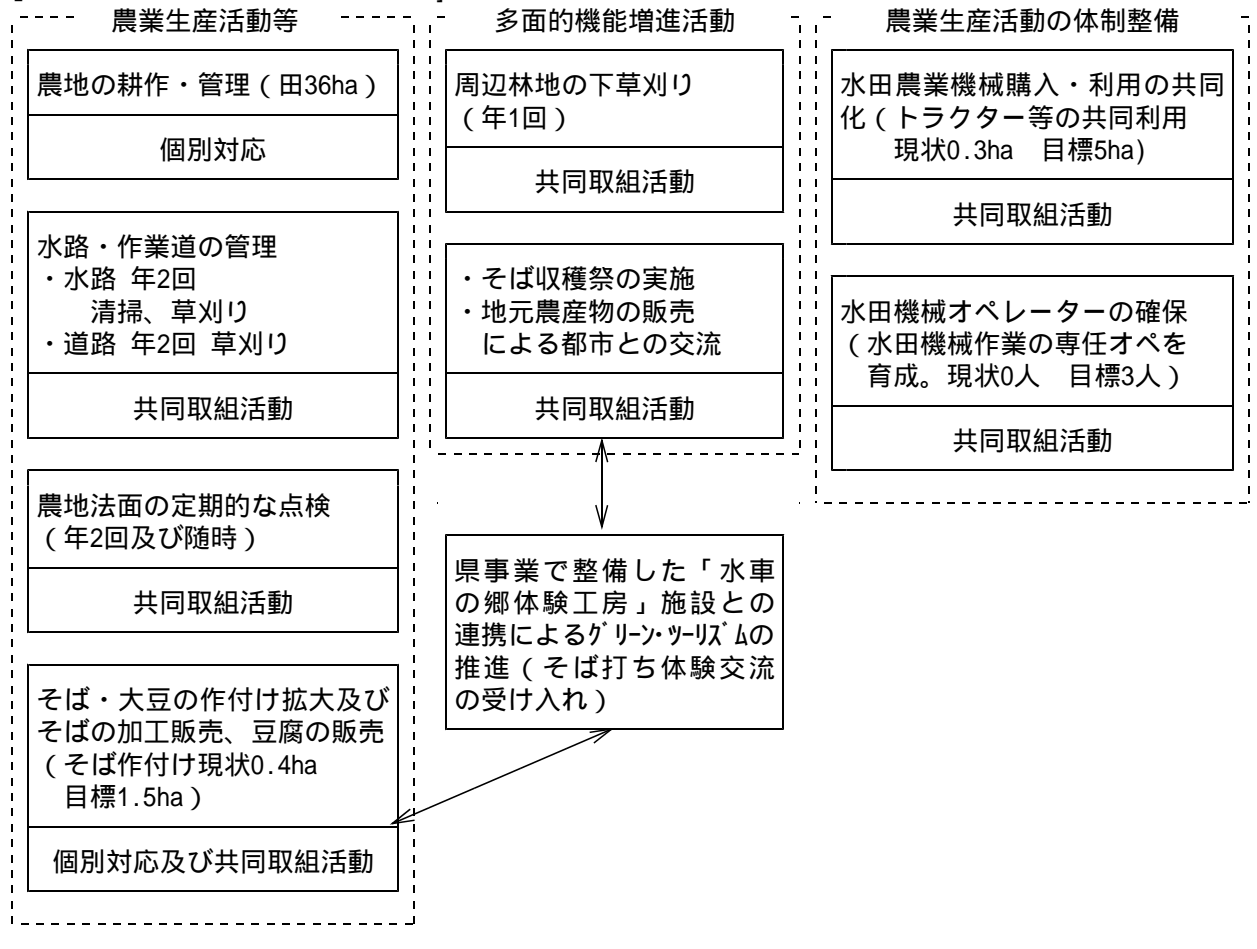 農業生産活動等
農地の耕作・管理（田36ha）
個別対応
水路・作業道の管理
・水路 年2回
清掃、草刈り
・道路 年2回 草刈り
共同取組活動
農地法面の定期的な点検
（年2回及び随時）
共同取組活動
そば・大豆の作付け拡大及び
そばの加工販売、豆腐の販売
（そば作付け現状0.4ha
目標1.5ha）
個別対応及び共同取組活動
多面的機能増進活動
周辺林地の下草刈り
（年1回）
共同取組活動
・そば収穫祭の実施
・地元農産物の販売
による都市との交流
共同取組活動
県事業で整備した「水車
の郷体験工房」施設との
連携によるｸﾞﾘｰﾝ･ﾂｰﾘｽﾞﾑの
推進（そば打ち体験交流
の受け入れ）
農業生産活動の体制整備
水田農業機械購入・利用の共同
化（トラクター等の共同利用
現状0.3ha　目標5ha)
共同取組活動
水田機械オペレーターの確保
（水田機械作業の専任オペを
育成。現状0人　目標3人）
共同取組活動